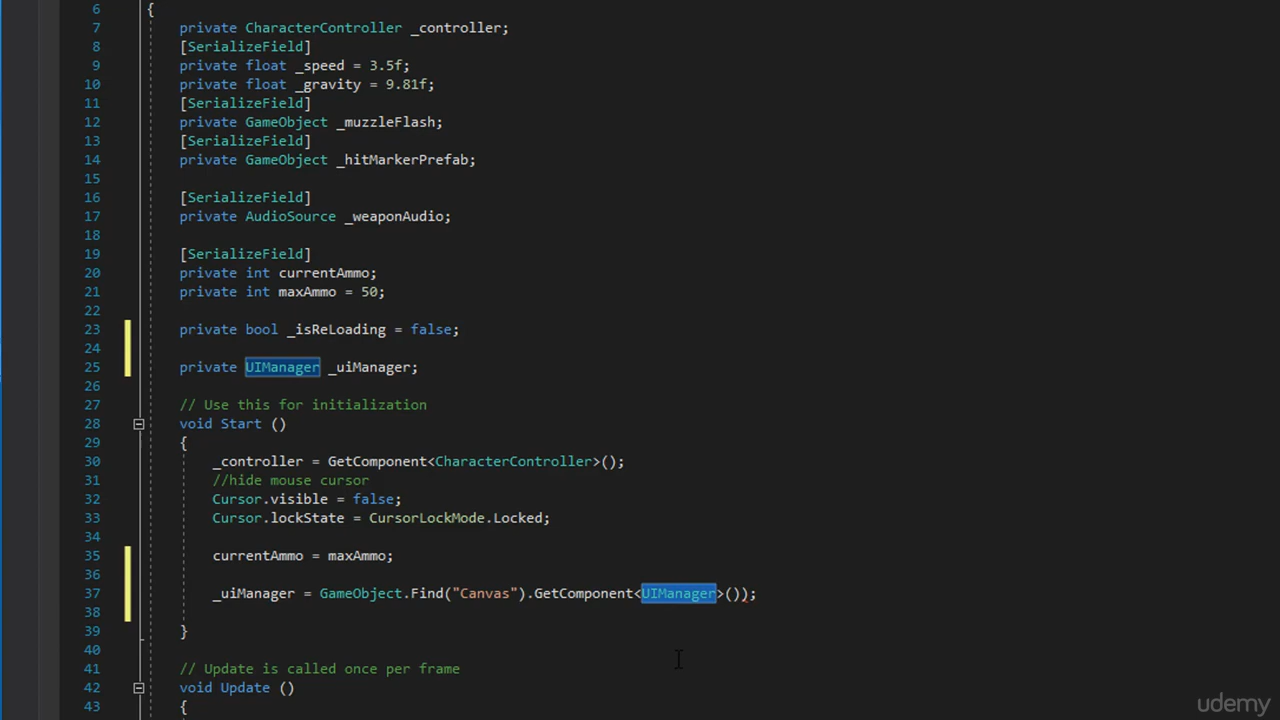 6 {
7 private CharacterController _controller;
8 [SerializeField]
9 private float _speed = 3.5f;
10 private float _gravity = 9.81f;
11 [SerializeField]
12 private GameObject _muzzleFlash;
13 [SerializeField]
14 private GameObject _hitMarkerPrefab;
15
16 [SerializeField]
17 private AudioSource _weaponAudio;
18
19 [SerializeField]
20 private int currentAmmo;
21 private int maxAmmo = 50;
22
23 private bool _isReLoading = false;
24
25 private UIManager _uiManager;
26
27 // Use this for initialization
28 void Start ()
29 {
30 _controller = GetComponent<CharacterController>();
31 //hide mouse cursor
32 Cursor.visible = false;
33 Cursor.lockState = CursorLockMode.Locked;
34
35 currentAmmo = maxAmmo;
36
37 _uiManager = GameObject.Find("Canvas").GetComponent<UIManager>());
38
39 }
40
41 // Update is called once per frame
42 void Update ()
43 {
udemy